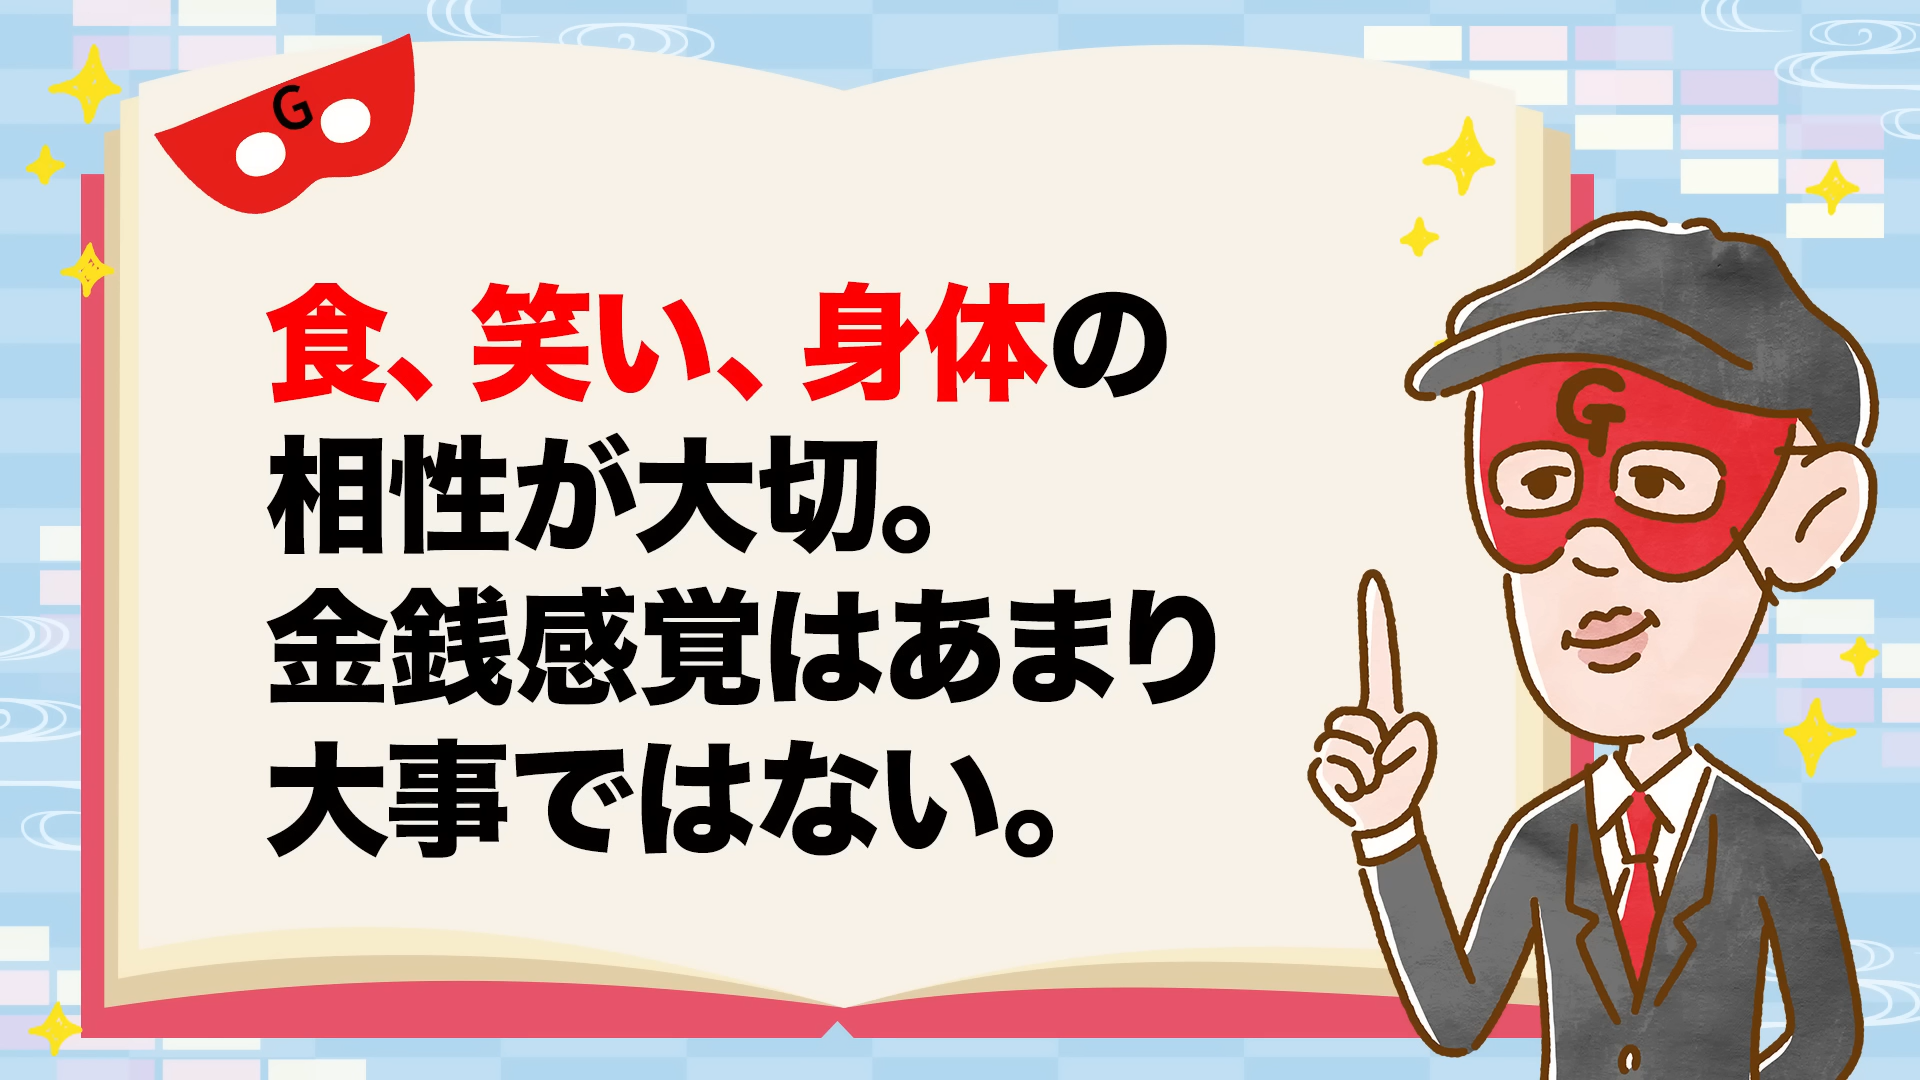 G
食、笑い、身体の
相性が大切。
金銭感覚はあまり
大事ではない。
G